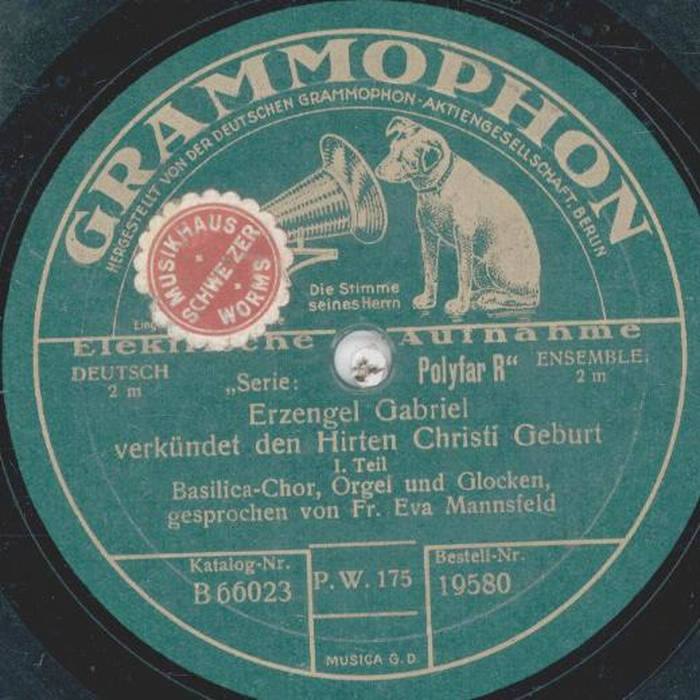 GRAMMOPHON
HERGESTELLT VON DER DEUTSCHEN GRAMMOPHON-AKTIENGESELLSCHAFT. BERLIN
MUSIKHAUS
SCHWEIZER
WORMS
Die Stimme
seines Herrn
Elektrische Aufnahme
DEUTSCH
2 m
„Serie: Polyfar R“
ENSEMBLE.
2 m
Erzengel Gabriel
verkündet den Hirten Christi Geburt
I. Teil
Basilica-Chor, Orgel und Glocken,
gesprochen von Fr. Eva Mannsfeld
Katalog-Nr.
B 66023
P. W. 175
Bestell-Nr.
19580
MUSICA G. D.